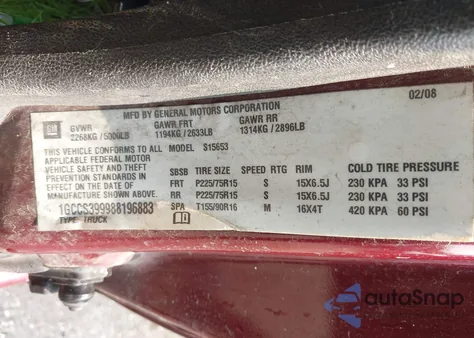 MFD BY GENERAL MOTORS CORPORATION 02/08
GM GVWR GAWR FRT GAWR RR
2268KG /5000LB 1194KG /2633LB 1314KG /2896LB
THIS VEHICLE CONFORMS TO ALL MODEL S15653
APPLICABLE FEDERAL MOTOR
VEHICLE SAFETY AND THEFT SBSB TIRE SIZE SPEED RTG RIM COLD TIRE PRESSURE
PREVENTION STANDARDS IN FRT P225/75R15 S 15X6.5J 230 KPA 33 PSI
EFFECT ON THE DATE OF RR P225/75R15 S 15X6.5J 230 KPA 33 PSI
MANUFACTURE SHOWN ABOVE. SPA T155/90R16 M 16X4T 420 KPA 60 PSI
1GCCS399988196883
TYPE TRUCK
autoSnap